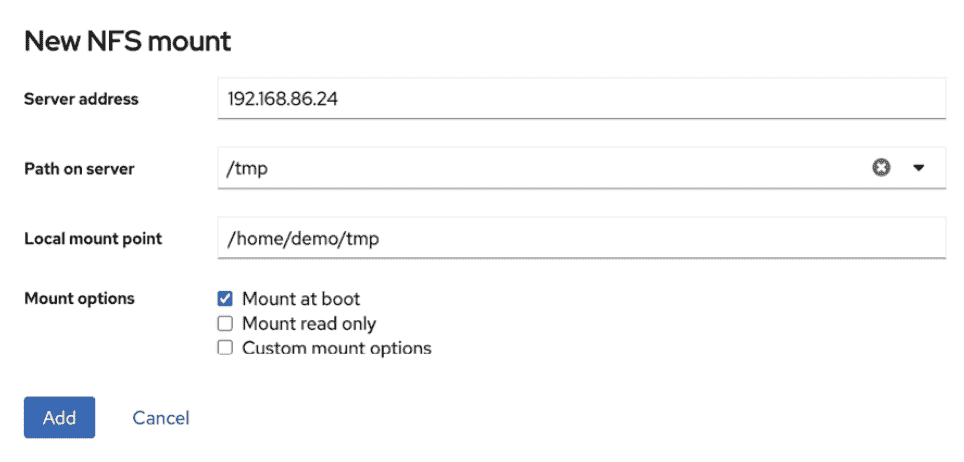 New NFS mount
Server address 192.168.86.24
Path on server /tmp
Local mount point /home/demo/tmp
Mount options Mount at boot
Mount read only
Custom mount options
Add Cancel